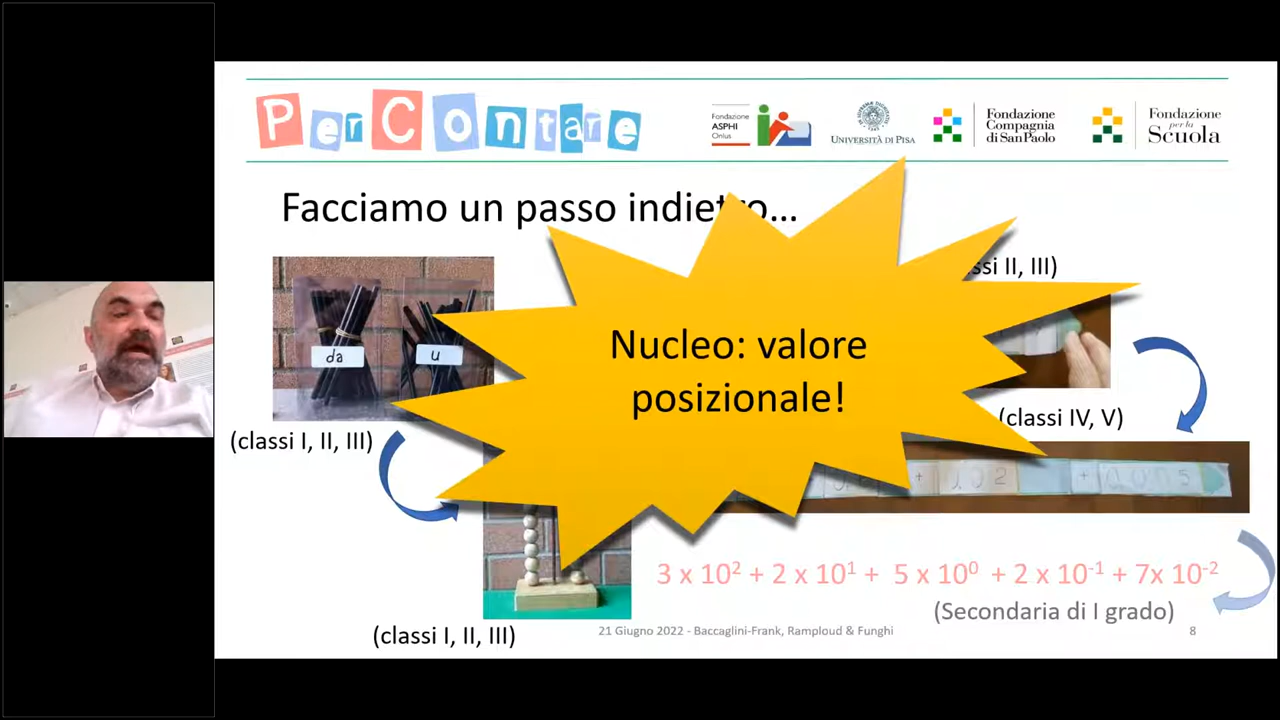 PerContare
Fondazione
ASPHI
Onlus
UNIVERSITÀ DI PISA
Fondazione
Compagnia
di San Paolo
Fondazione
per la
Scuola
Facciamo un passo indietro...
ssi II, III)
da
u
Nucleo: valore
posizionale!
(classi I, II, III)
(classi IV, V)
+ 3 x 10² + 2 x 10¹ + 5 x 10⁰ + 2 x 10⁻¹ + 7x 10⁻²
(Secondaria di I grado)
(classi I, II, III)
21 Giugno 2022 - Baccaglini-Frank, Ramploud & Funghi
8